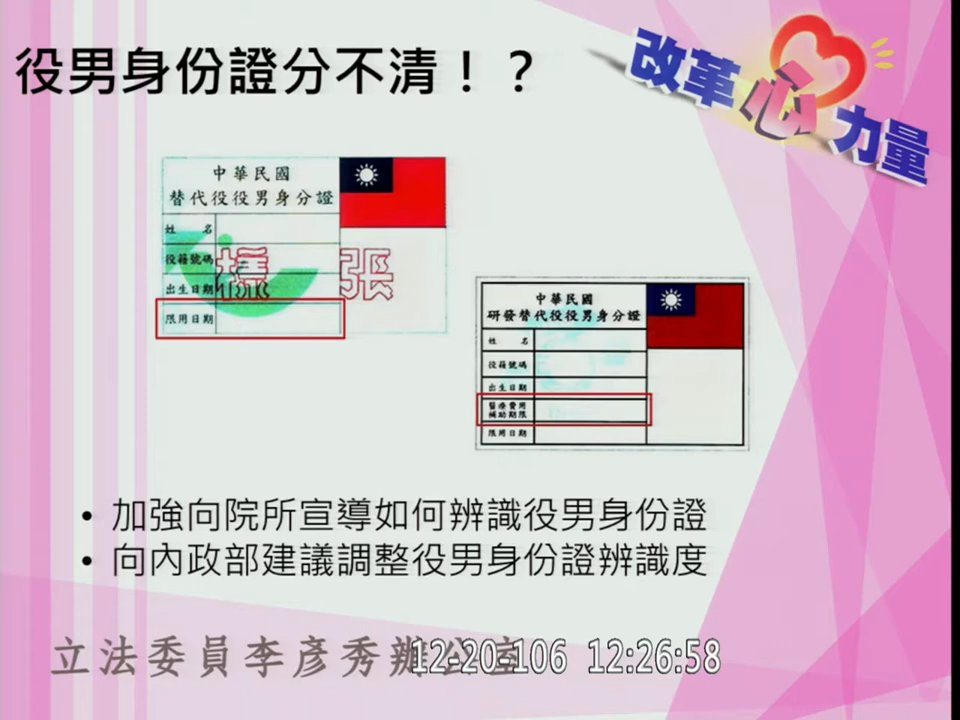 役男身份證分不清！？
改革心力量
中華民國
替代役役男身分證
姓 名
役籍號碼
出生日期
限用日期
樣 張
中華民國
研發替代役役男身分證
姓 名
役籍號碼
出生日期
醫療費用
補助期限
限用日期
• 加強向院所宣導如何辨識役男身份證
• 向內政部建議調整役男身份證辨識度
立法委員李彥秀辦公室
12-20-106 12:26:58